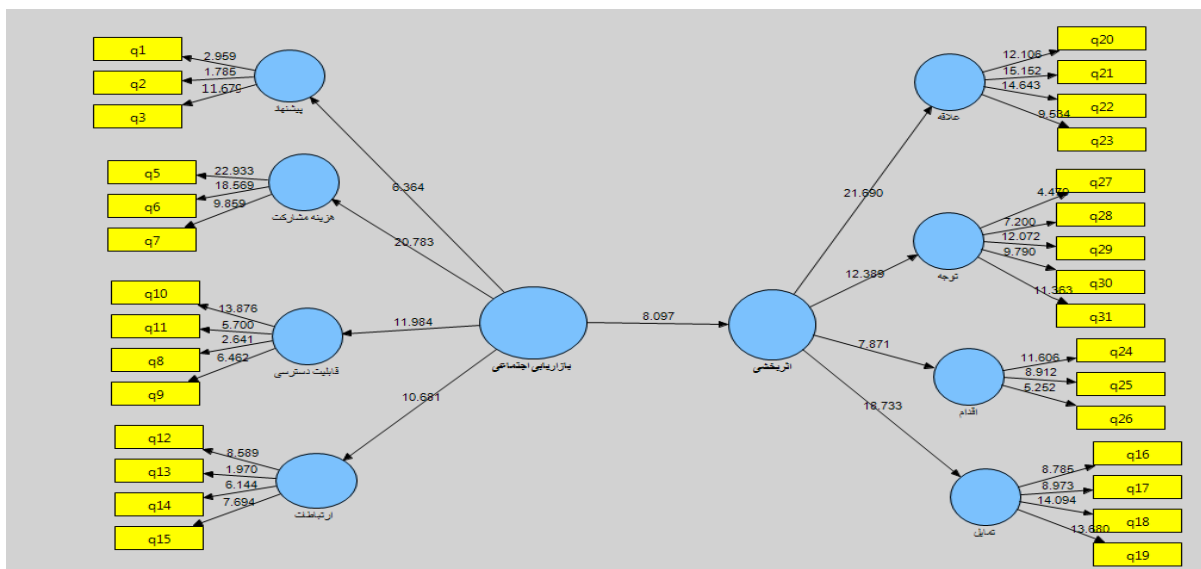 q1
2.959
q2
1.785
q3
11.679
پیشنهاد
q5
22.933
q6
18.569
q7
9.859
هزینه مشارکت
q10
13.876
q11
5.700
q8
2.641
q9
6.462
قابلیت دسترسی
q12
8.589
q13
1.970
q14
6.144
q15
7.694
ارتباطات
6.364
20.783
11.984
10.681
بازاریابی اجتماعی
8.097
اثربخشی
21.690
12.389
7.871
18.733
q20
12.106
q21
15.152
q22
14.643
q23
9.534
علاقه
q27
4.479
q28
7.200
q29
12.072
q30
9.790
q31
11.363
توجه
q24
11.606
q25
8.912
q26
5.252
اقدام
q16
8.785
q17
8.973
q18
14.094
q19
13.680
تمایل